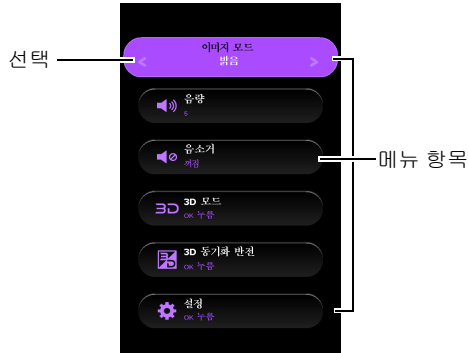 선택
이미지 모드
밝음
음량
5
음소거
꺼짐
메뉴 항목
3D
3D 모드
OK 누름
3D 동기화 반전
OK 누름
설정
OK 누름